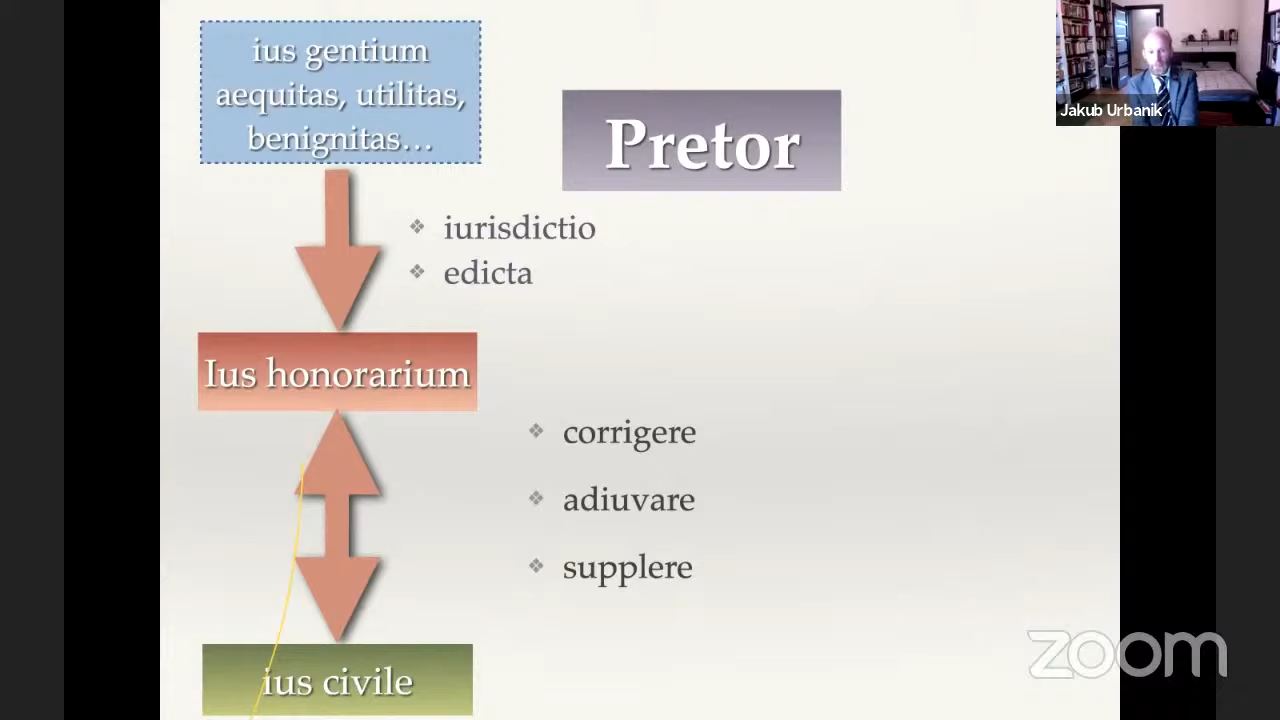 ius gentium
aequitas, utilitas,
benignitas…
Pretor
Jakub Urbanik
iurisdictio
edicta
Ius honorarium
corrigere
adiuvare
supplere
ius civile
zoom